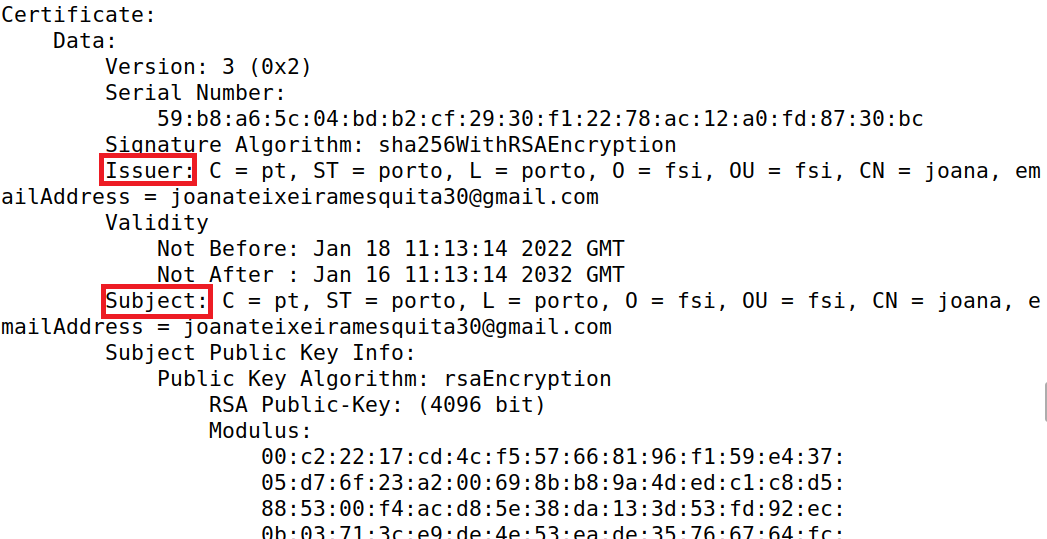 Certificate:
Data:
Version: 3 (0x2)
Serial Number:
59:b8:a6:5c:04:bd:b2:cf:29:30:f1:22:78:ac:12:a0:fd:87:30:bc
Signature Algorithm: sha256WithRSAEncryption
Issuer: C = pt, ST = porto, L = porto, O = fsi, OU = fsi, CN = joana, em
ailAddress = joanateixeiramesquita30@gmail.com
Validity
Not Before: Jan 18 11:13:14 2022 GMT
Not After : Jan 16 11:13:14 2032 GMT
Subject: C = pt, ST = porto, L = porto, O = fsi, OU = fsi, CN = joana, e
mailAddress = joanateixeiramesquita30@gmail.com
Subject Public Key Info:
Public Key Algorithm: rsaEncryption
RSA Public-Key: (4096 bit)
Modulus:
00:c2:22:17:cd:4c:f5:57:66:81:96:f1:59:e4:37:
05:d7:6f:23:a2:00:69:8b:b8:9a:4d:ed:c1:c8:d5:
88:53:00:f4:ac:d8:5e:38:da:13:3d:53:fd:92:ec:
0b:03:71:3c:e9:de:4e:53:ea:de:35:76:67:64:fc: